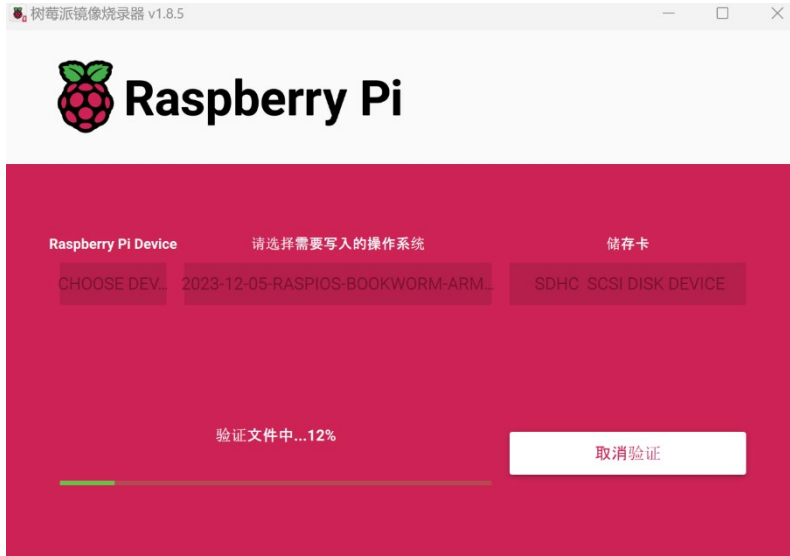 树莓派镜像烧录器 v1.8.5
Raspberry Pi
Raspberry Pi Device
请选择需要写入的操作系统
储存卡
CHOOSE DEV...
2023-12-05-RASPIOS-BOOKWORM-ARM...
SDHC SCSI DISK DEVICE
验证文件中...12%
取消验证